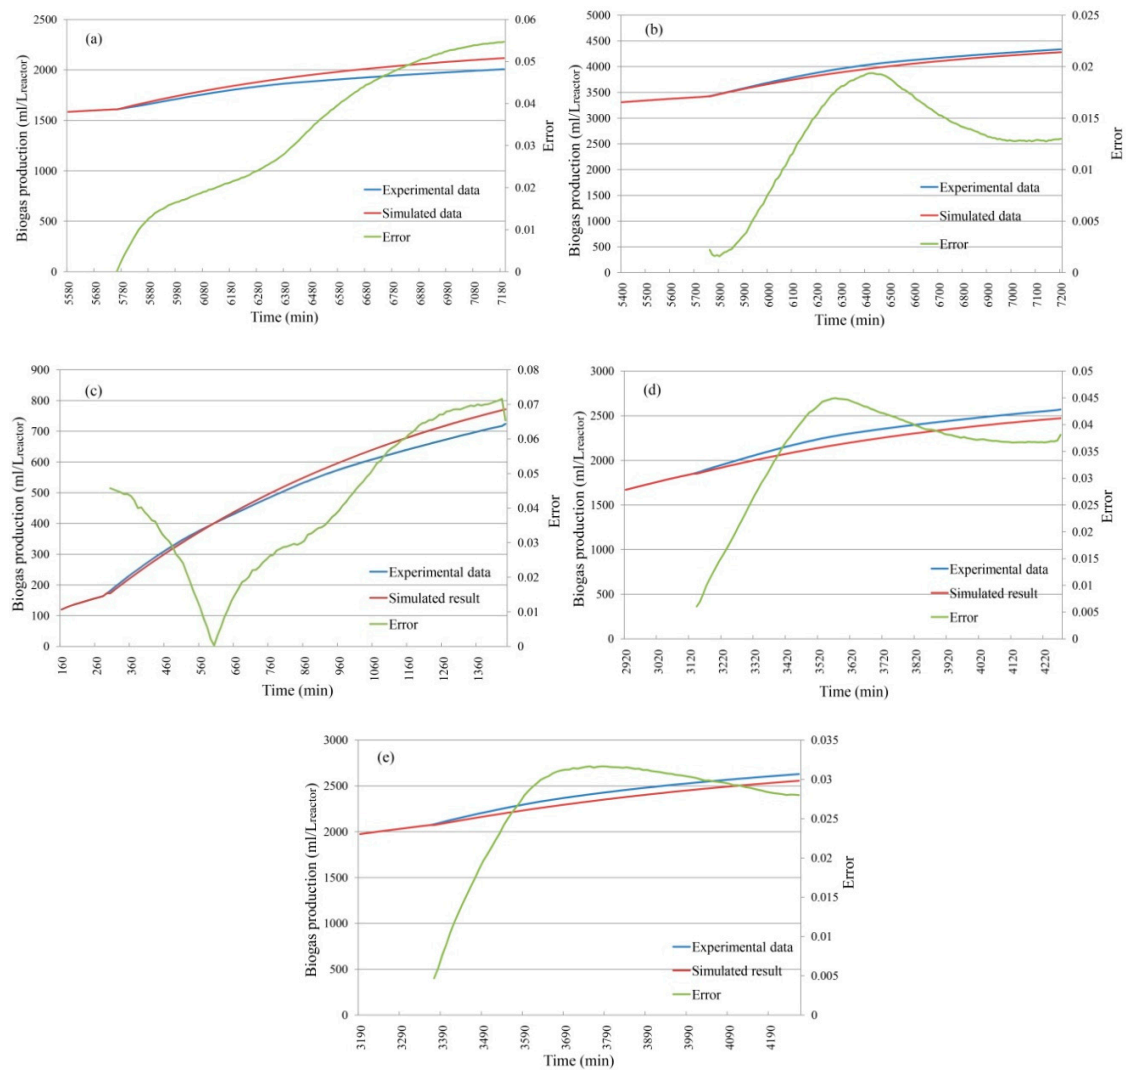 (a)
Biogas production (ml/Lreactor)
2500
2000
1500
1000
500
0
0.06
0.05
0.04
0.03
0.02
0.01
0
Error
Experimental data
Simulated data
Error
5580 5680 5780 5880 5980 6080 6180 6280 6380 6480 6580 6680 6780 6880 6980 7080 7180
Time (min)
(b)
Biogas production (ml/Lreactor)
5000
4500
4000
3500
3000
2500
2000
1500
1000
500
0
0.025
0.02
0.015
0.01
0.005
0
Error
Experimental data
Simulated data
Error
5400 5500 5600 5700 5800 5900 6000 6100 6200 6300 6400 6500 6600 6700 6800 6900 7000 7100 7200
Time (min)
(c)
Biogas production (ml/Lreactor)
900
800
700
600
500
400
300
200
100
0
0.08
0.07
0.06
0.05
0.04
0.03
0.02
0.01
0
Error
Experimental data
Simulated result
Error
160 260 360 460 560 660 760 860 960 1060 1160 1260 1360
Time (min)
(d)
Biogas production (ml/Lreactor)
3000
2500
2000
1500
1000
500
0
0.05
0.045
0.04
0.035
0.03
0.025
0.02
0.015
0.01
0.005
0
Error
Experimental data
Simulated result
Error
2920 3020 3120 3220 3320 3420 3520 3620 3720 3820 3920 4020 4120 4220
Time (min)
(e)
Biogas production (ml/Lreactor)
3000
2500
2000
1500
1000
500
0
0.035
0.03
0.025
0.02
0.015
0.01
0.005
0
Error
Experimental data
Simulated result
Error
3190 3290 3390 3490 3590 3690 3790 3890 3990 4090 4190
Time (min)